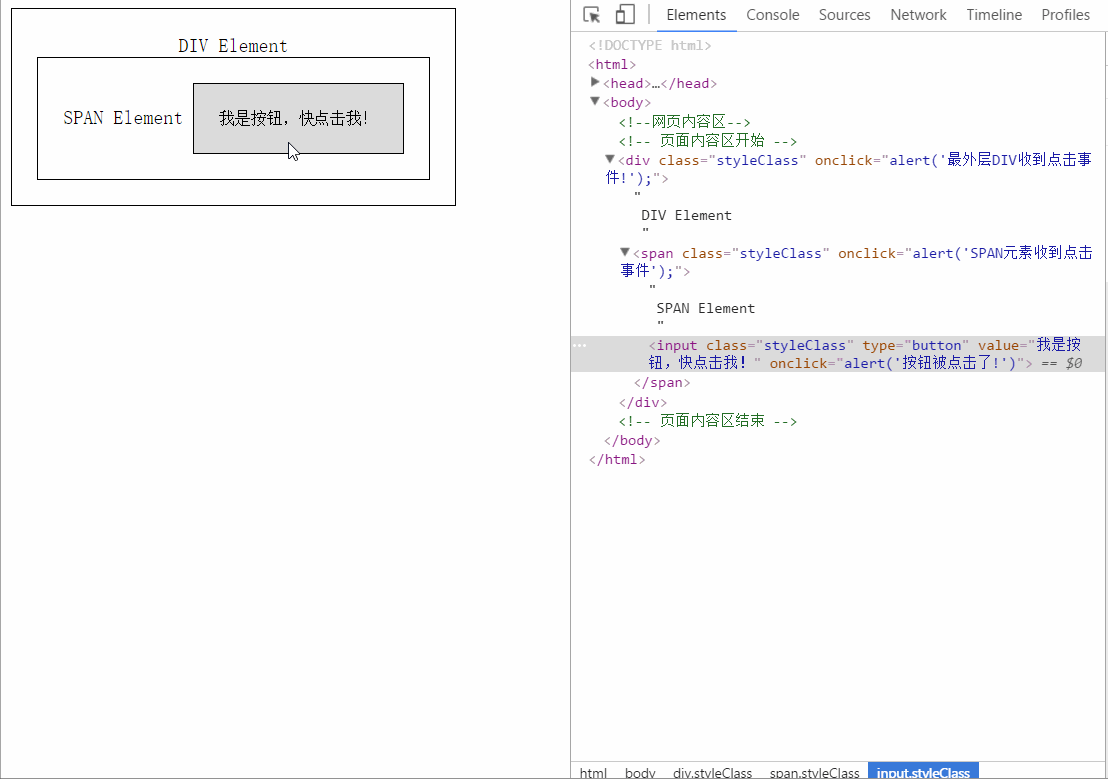 DIV Element
SPAN Element 我是按钮，快点击我！
Elements Console Sources Network Timeline Profiles
<!DOCTYPE html>
<html>
<head>…</head>
<body>
<!--网页内容区-->
<!-- 页面内容区开始 -->
<div class="styleClass" onclick="alert('最外层DIV收到点击事
件!');">
"
DIV Element
"
<span class="styleClass" onclick="alert('SPAN元素收到点击
事件');">
"
SPAN Element
"
<input class="styleClass" type="button" value="我是按
钮，快点击我！" onclick="alert('按钮被点击了!')"> == $0
</span>
</div>
<!-- 页面内容区结束 -->
</body>
</html>
html body div.styleClass span.styleClass input.styleClass